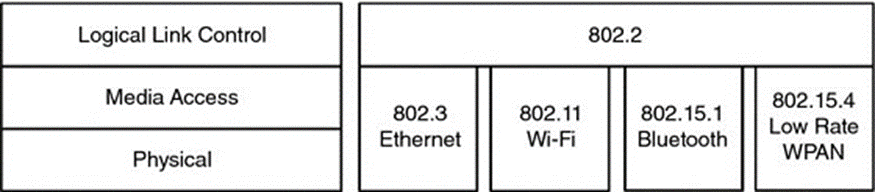 Logical Link Control
802.2
Media Access
Physical
802.3
Ethernet
802.11
Wi-Fi
802.15.1
Bluetooth
802.15.4
Low Rate
WPAN